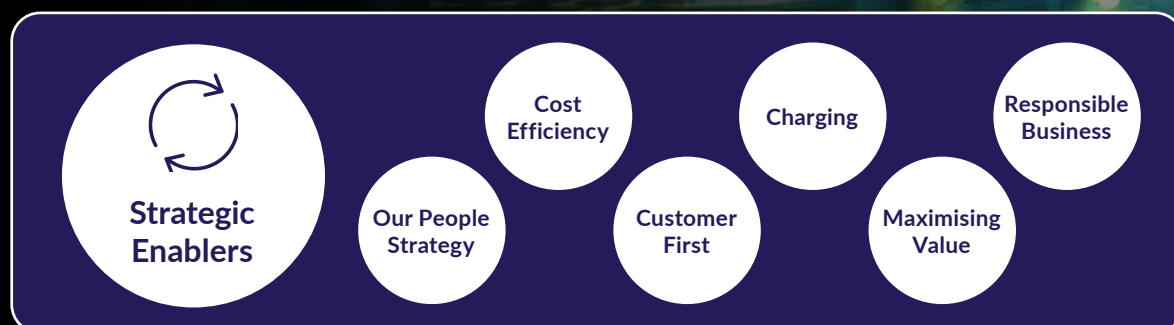 Strategic
Enablers
Our People
Strategy
Cost
Efficiency
Customer
First
Charging
Maximising
Value
Responsible
Business